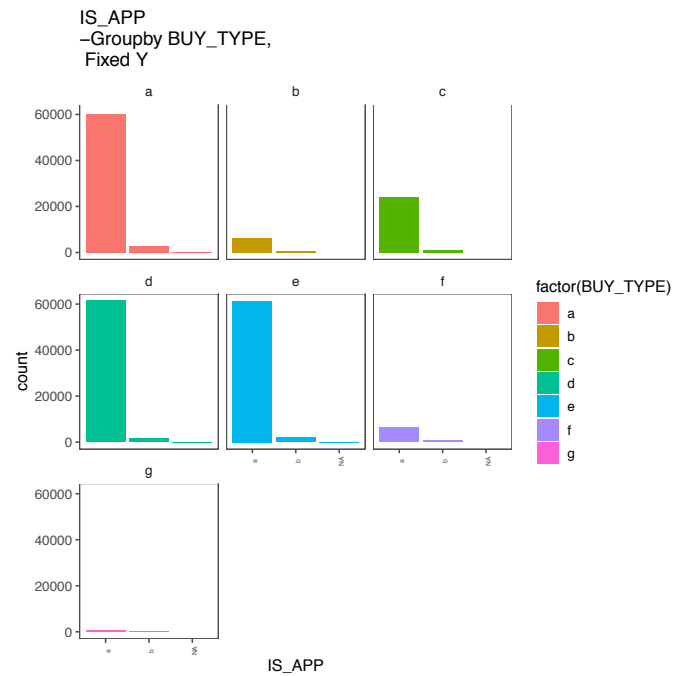 IS_APP
−Groupby BUY_TYPE,
Fixed Y
a
b
c
60000
40000
20000
0
d
e
f
60000
40000
20000
0
a
b
NA
a
b
NA
g
60000
40000
20000
0
a
b
NA
count
IS_APP
factor(BUY_TYPE)
a
b
c
d
e
f
g